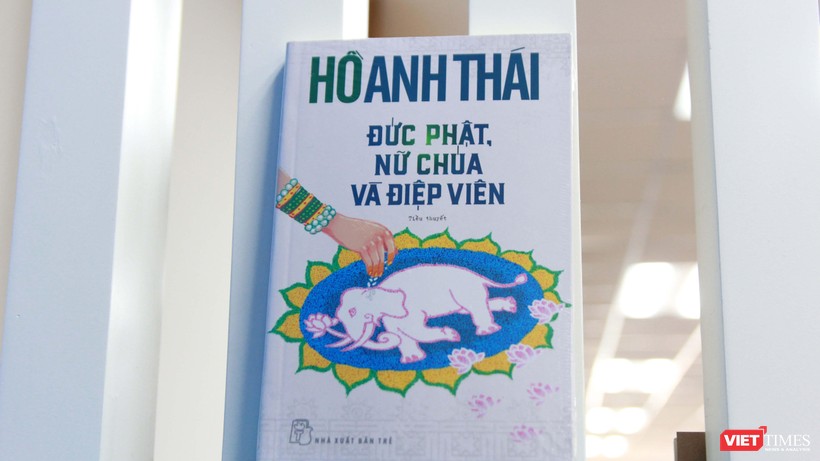 HỒ ANH THÁI
ĐỨC PHẬT,
NỮ CHÚA
VÀ ĐIỆP VIÊN
Tiểu thuyết
NHÀ XUẤT BẢN TRẺ
VIETTIMES